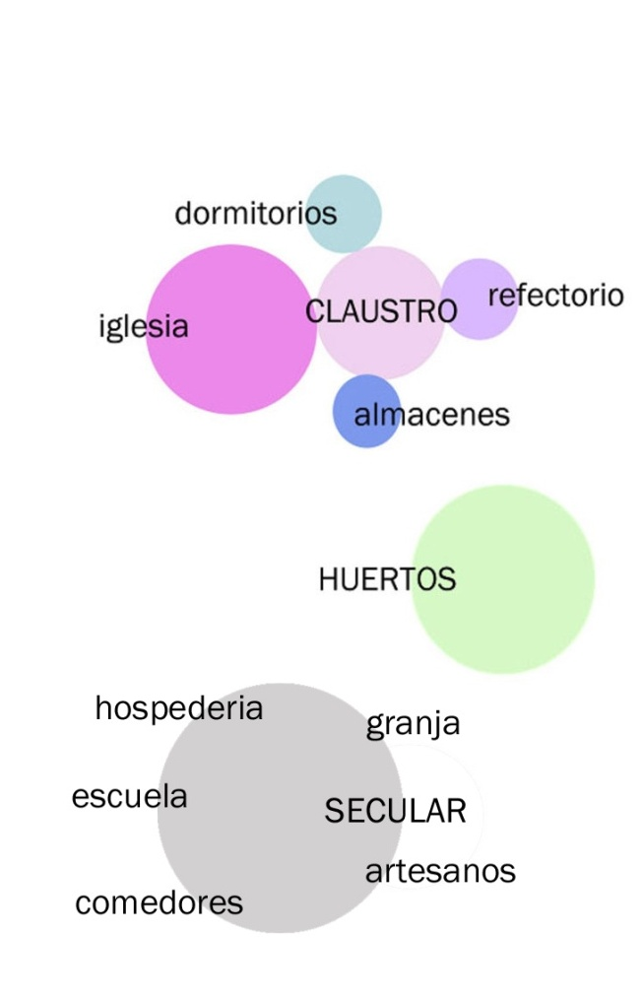 dormitorios
refectorio
CLAUSTRO
iglesia
almacenes
HUERTOS
hospederia
granja
escuela
SECULAR
artesanos
comedores